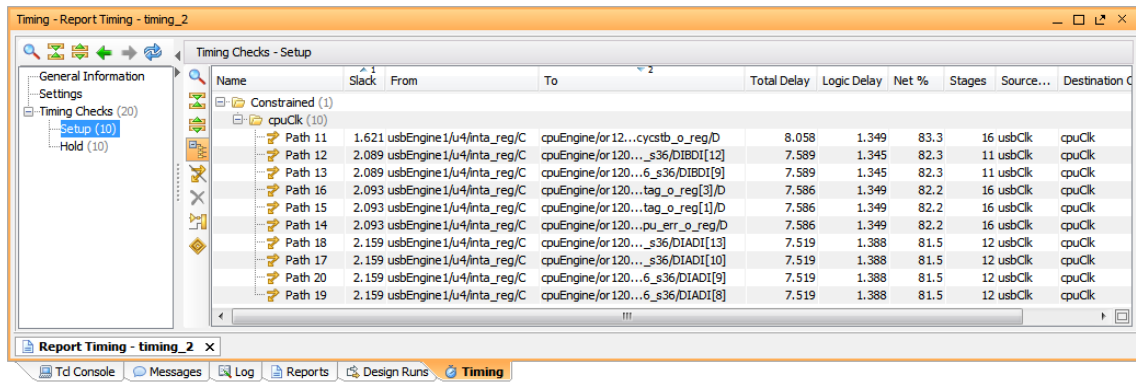 Timing - Report Timing - timing_2
Timing Checks - Setup
General Information
Settings
Timing Checks (20)
Setup (10)
Hold (10)
Name 1 Slack From 2 To Total Delay Logic Delay Net % Stages Source... Destination C
Constrained (1)
cpuClk (10)
Path 11 1.621 usbEngine1/u4/inta_reg/C cpuEngine/or12...cycstb_o_reg/D 8.058 1.349 83.3 16 usbClk cpuClk
Path 12 2.089 usbEngine1/u4/inta_reg/C cpuEngine/or120..._s36/DIBDI[12] 7.589 1.345 82.3 11 usbClk cpuClk
Path 13 2.089 usbEngine1/u4/inta_reg/C cpuEngine/or120...6_s36/DIBDI[9] 7.589 1.345 82.3 11 usbClk cpuClk
Path 16 2.093 usbEngine1/u4/inta_reg/C cpuEngine/or120...tag_o_reg[3]/D 7.586 1.349 82.2 16 usbClk cpuClk
Path 15 2.093 usbEngine1/u4/inta_reg/C cpuEngine/or120...tag_o_reg[1]/D 7.586 1.349 82.2 16 usbClk cpuClk
Path 14 2.093 usbEngine1/u4/inta_reg/C cpuEngine/or120...pu_err_o_reg/D 7.586 1.349 82.2 16 usbClk cpuClk
Path 18 2.159 usbEngine1/u4/inta_reg/C cpuEngine/or120..._s36/DIADI[13] 7.519 1.388 81.5 12 usbClk cpuClk
Path 17 2.159 usbEngine1/u4/inta_reg/C cpuEngine/or120..._s36/DIADI[10] 7.519 1.388 81.5 12 usbClk cpuClk
Path 20 2.159 usbEngine1/u4/inta_reg/C cpuEngine/or120...6_s36/DIADI[9] 7.519 1.388 81.5 12 usbClk cpuClk
Path 19 2.159 usbEngine1/u4/inta_reg/C cpuEngine/or120...6_s36/DIADI[8] 7.519 1.388 81.5 12 usbClk cpuClk
Report Timing - timing_2
Tcl Console Messages Log Reports Design Runs Timing